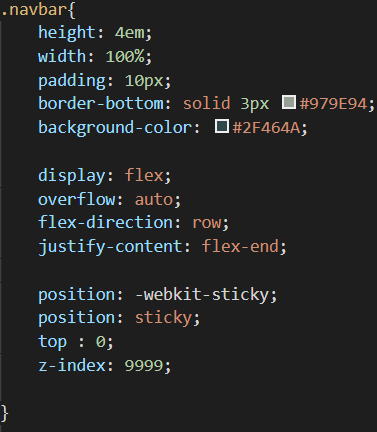 .navbar{
    height: 4em;
    width: 100%;
    padding: 10px;
    border-bottom: solid 3px #979E94;
    background-color: #2F464A;

    display: flex;
    overflow: auto;
    flex-direction: row;
    justify-content: flex-end;

    position: -webkit-sticky;
    position: sticky;
    top : 0;
    z-index: 9999;

}